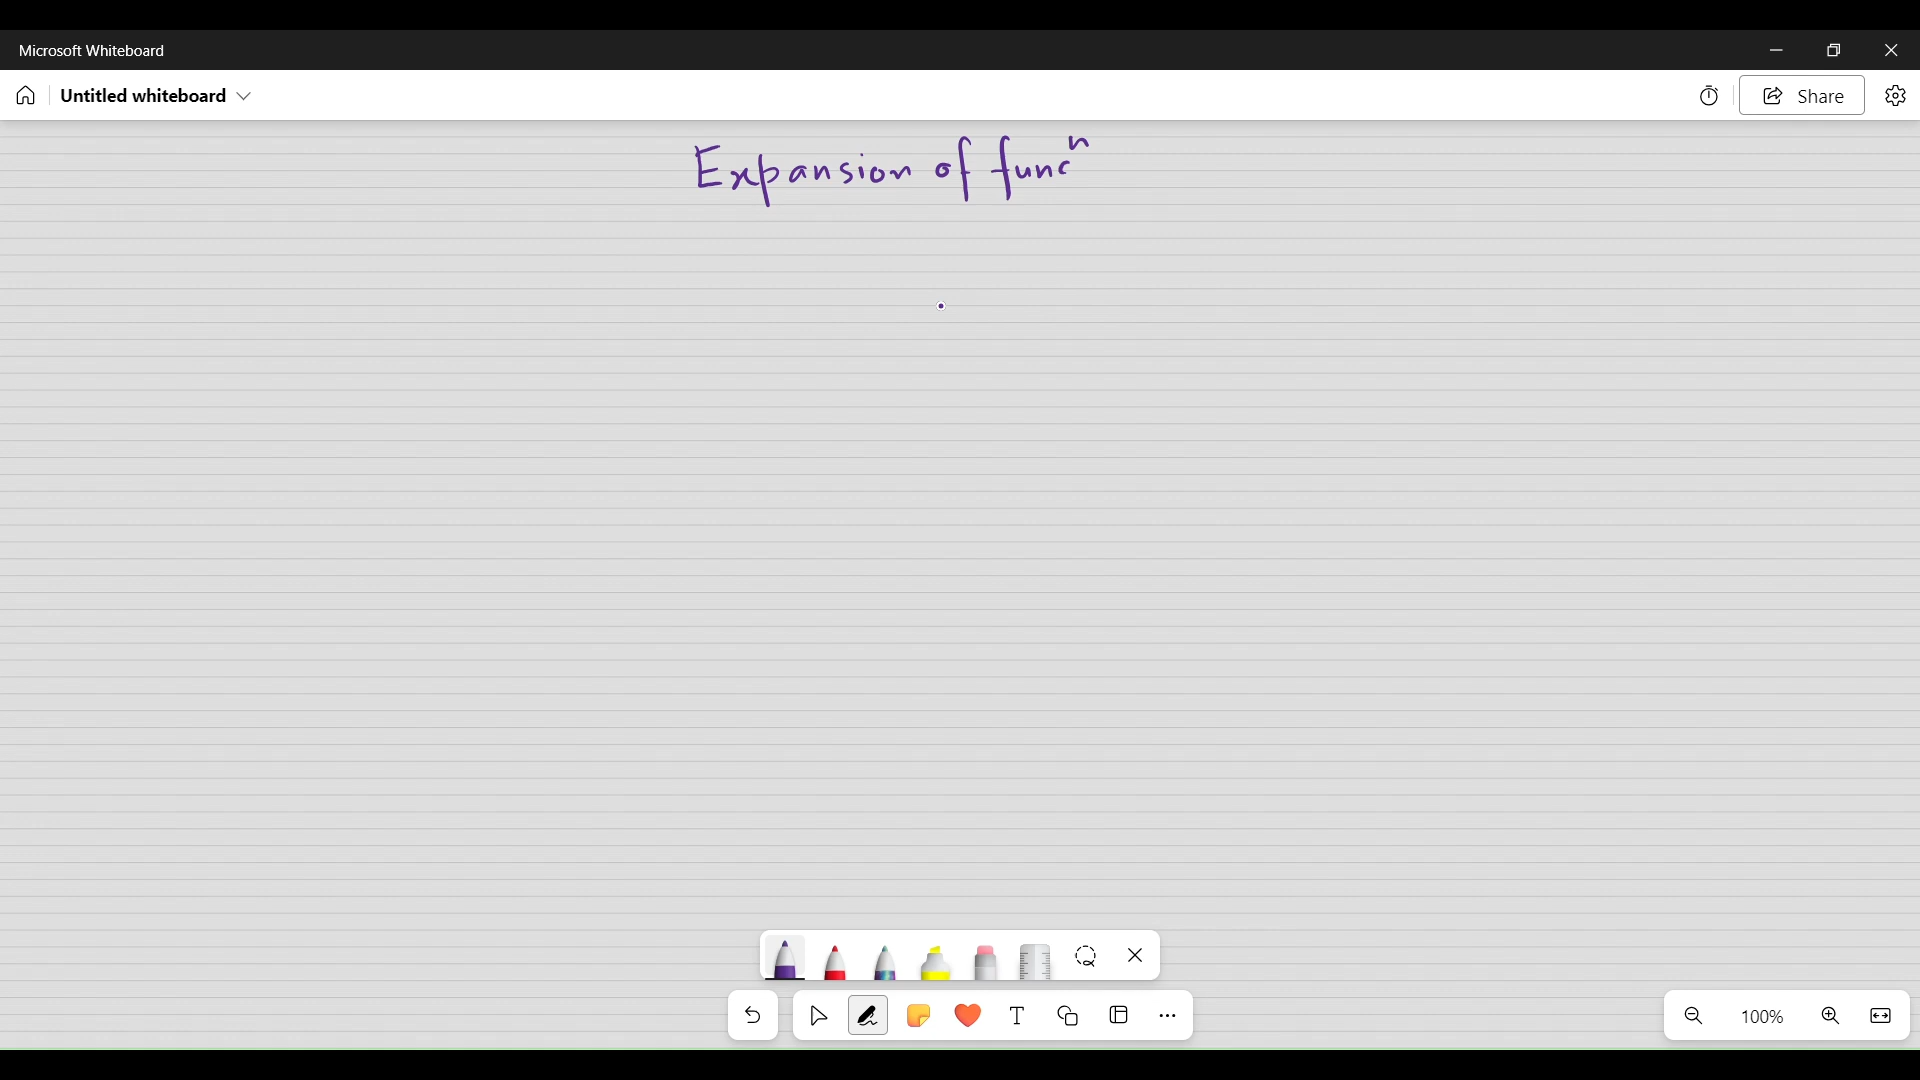 Microsoft Whiteboard
Untitled whiteboard
Share
Expansion of funcⁿ
100%